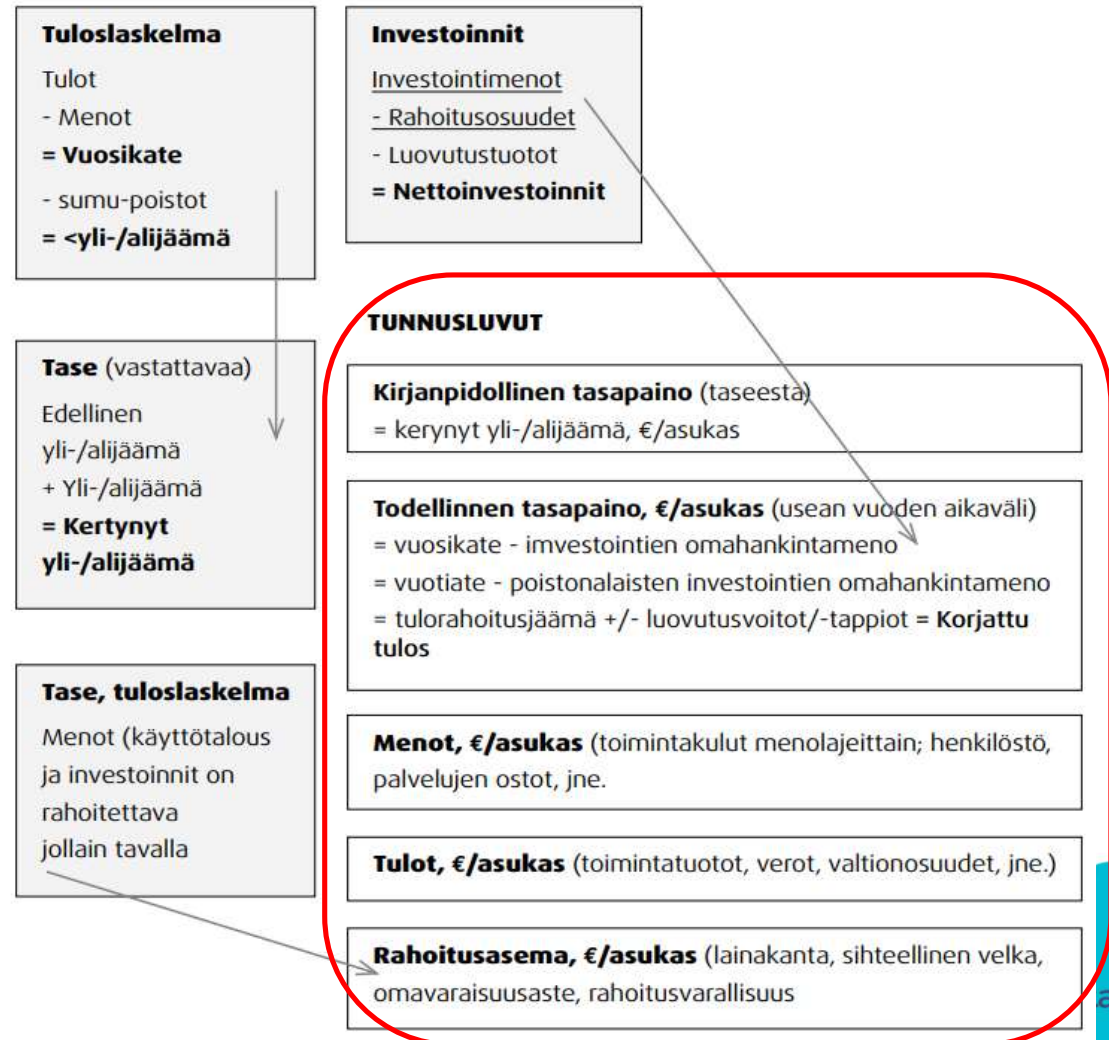 Tuloslaskelma
Tulot
- Menot
= Vuosikate
- sumu-poistot
= <yli-/alijäämä
Investoinnit
Investointimenot
- Rahoitusosuudet
- Luovutustuotot
= Nettoinvestoinnit
Tase (vastattavaa)
Edellinen
yli-/alijäämä
+ Yli-/alijäämä
= Kertynyt
yli-/alijäämä
Tase, tuloslaskelma
Menot (käyttötalous
ja investoinnit on
rahoitettava
jollain tavalla
TUNNUSLUVUT
Kirjanpidollinen tasapaino (taseesta)
= kerynyt yli-/alijäämä, €/asukas
Todellinnen tasapaino, €/asukas (usean vuoden aikaväli)
= vuosikate - imvestointien omahankintameno
= vuotiate - poistonalaisten investointien omahankintameno
= tulorahoitusjäämä +/- luovutusvoitot/-tappiot = Korjattu
tulos
Menot, €/asukas (toimintakulut menolajeittain; henkilöstö,
palvelujen ostot, jne.
Tulot, €/asukas (toimintatuotot, verot, valtionosuudet, jne.)
Rahoitusasema, €/asukas (lainakanta, sihteellinen velka,
omavaraisuusaste, rahoitusvarallisuus